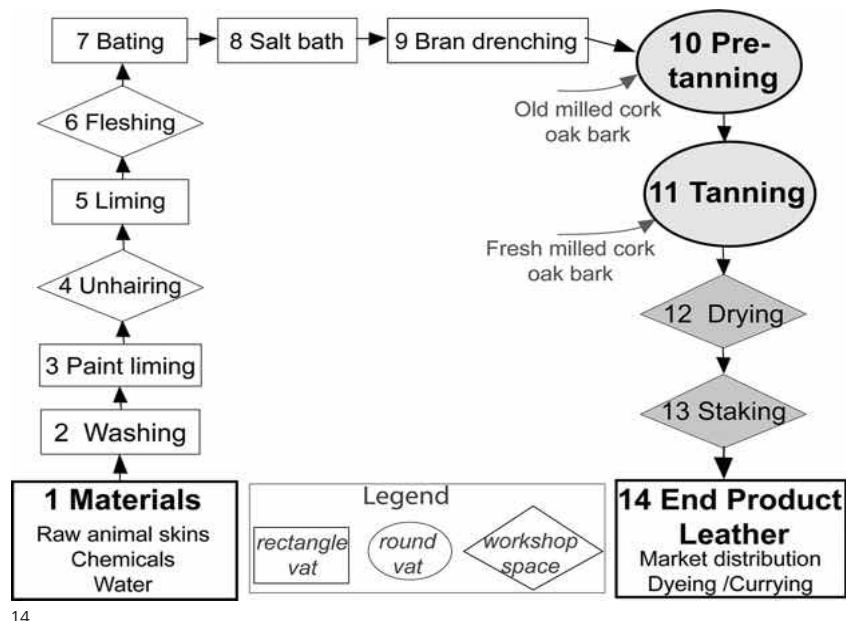 7 Bating
8 Salt bath
9 Bran drenching
10 Pre-
tanning
Old milled cork
oak bark
6 Fleshing
5 Liming
11 Tanning
Fresh milled cork
oak bark
4 Unhairing
12 Drying
3 Paint liming
13 Staking
2 Washing
1 Materials
Raw animal skins
Chemicals
Water
Legend
rectangle
vat
round
vat
workshop
space
14 End Product
Leather
Market distribution
Dyeing /Currying
14